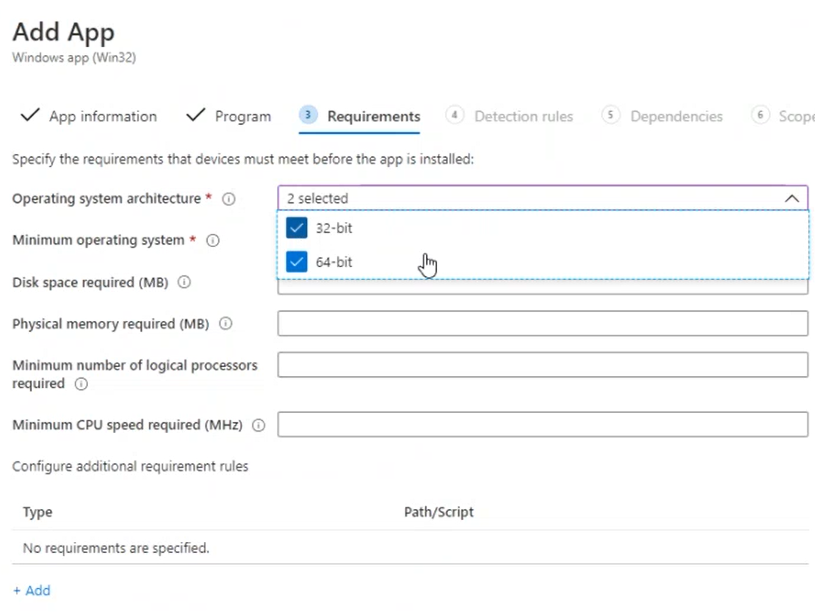 Add App
Windows app (Win32)
App information Program 3 Requirements 4 Detection rules 5 Dependencies 6 Scope
Specify the requirements that devices must meet before the app is installed:
Operating system architecture * 2 selected
32-bit
Minimum operating system *
64-bit
Disk space required (MB)
Physical memory required (MB)
Minimum number of logical processors
required
Minimum CPU speed required (MHz)
Configure additional requirement rules
Type Path/Script
No requirements are specified.
+ Add